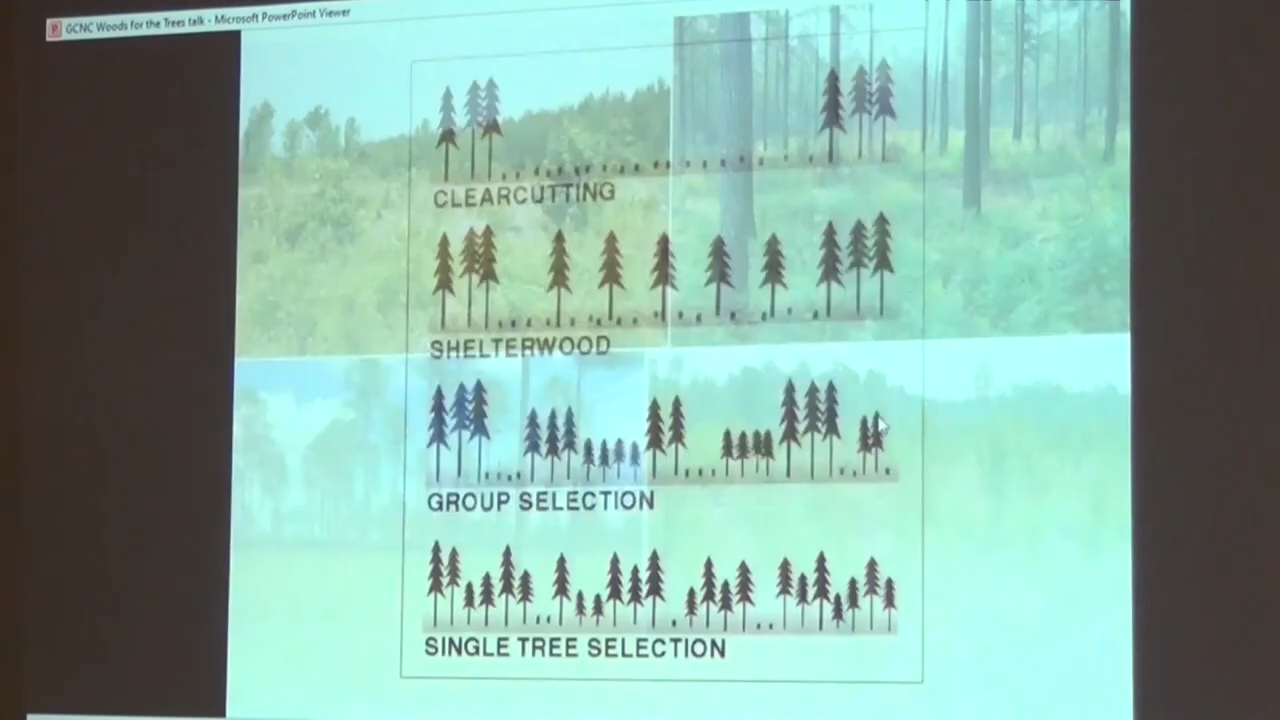 GCNC Woods for the Trees talk - Microsoft PowerPoint Viewer
CLEARCUTTING
SHELTERWOOD
GROUP SELECTION
SINGLE TREE SELECTION